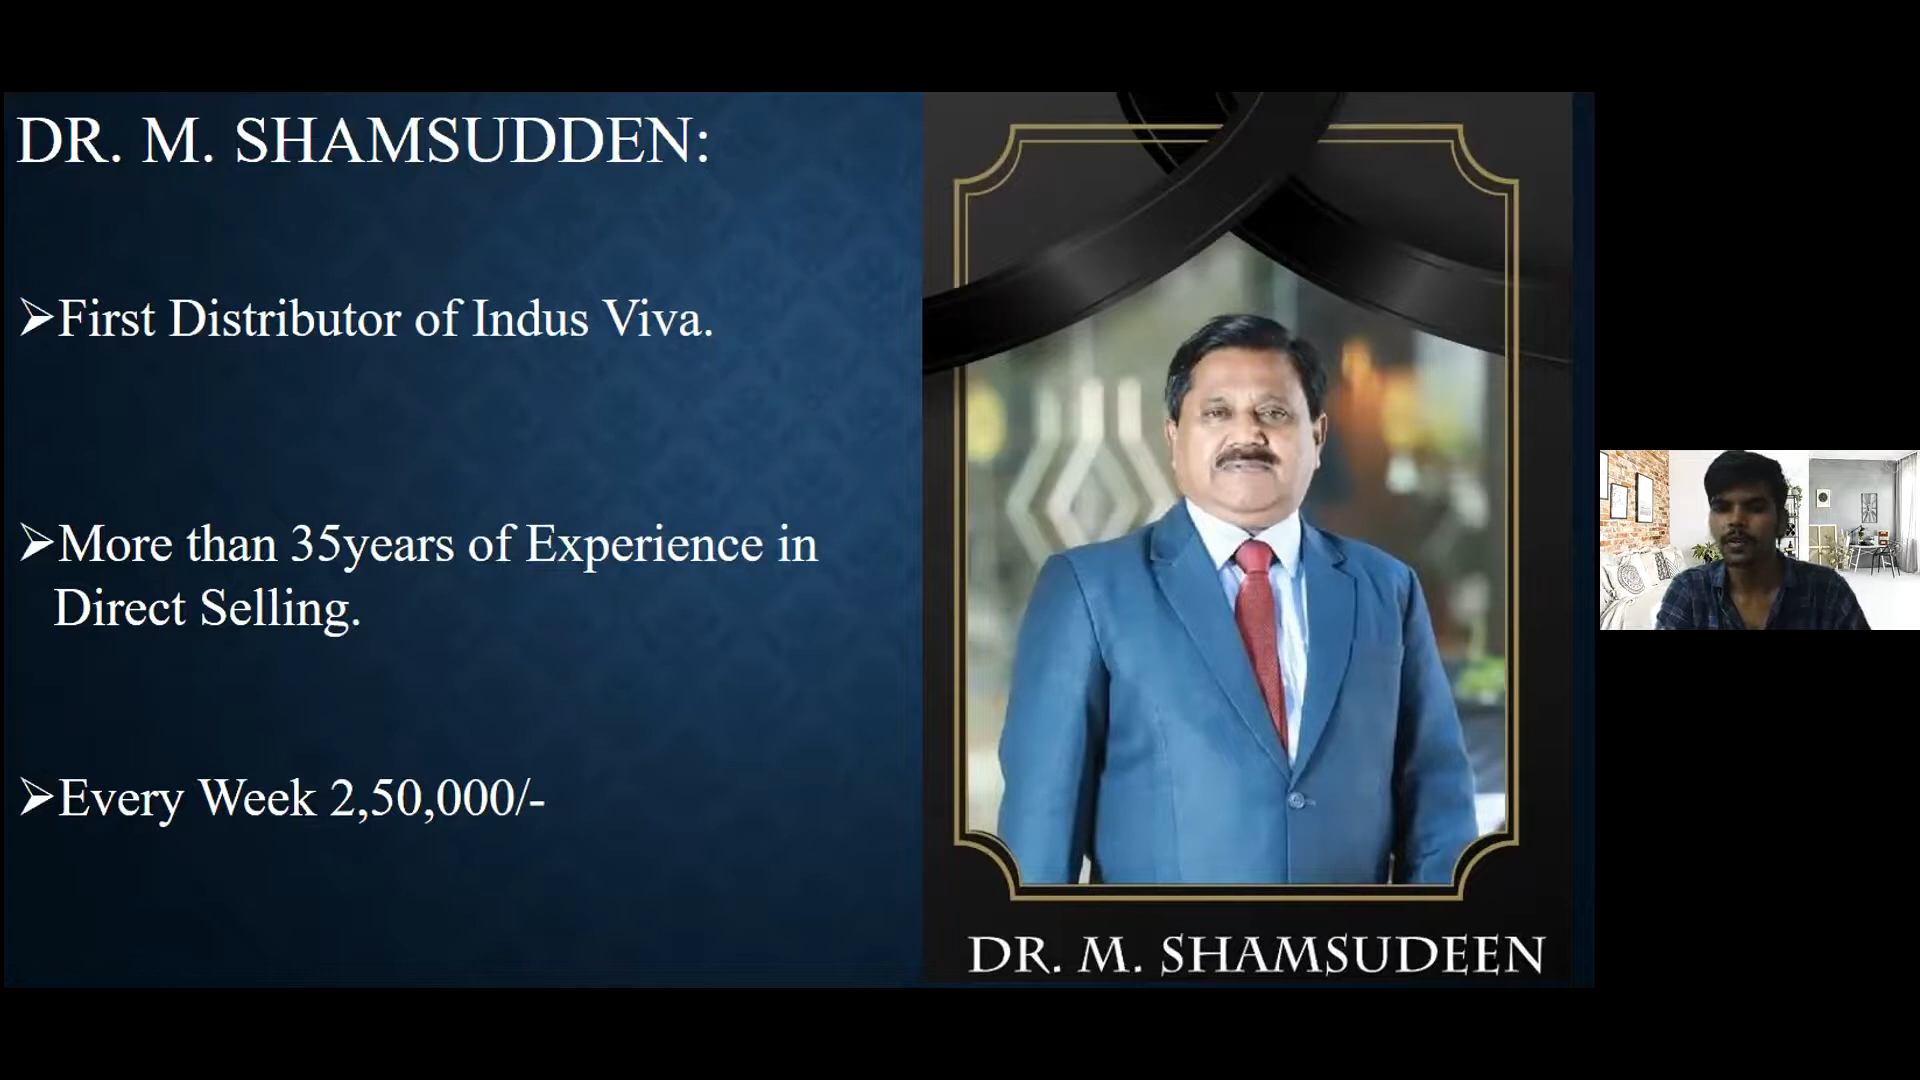 DR. M. SHAMSUDDEN:
➢First Distributor of Indus Viva.
➢More than 35years of Experience in
Direct Selling.
➢Every Week 2,50,000/-
DR. M. SHAMSUDEEN